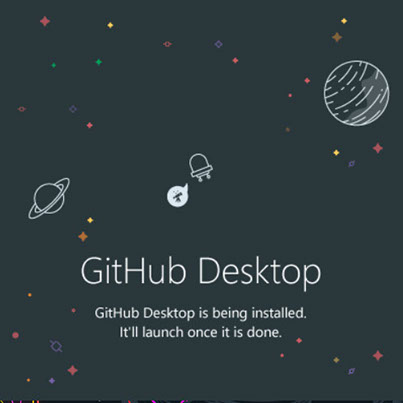 GitHub Desktop
GitHub Desktop is being installed.
It'll launch once it is done.